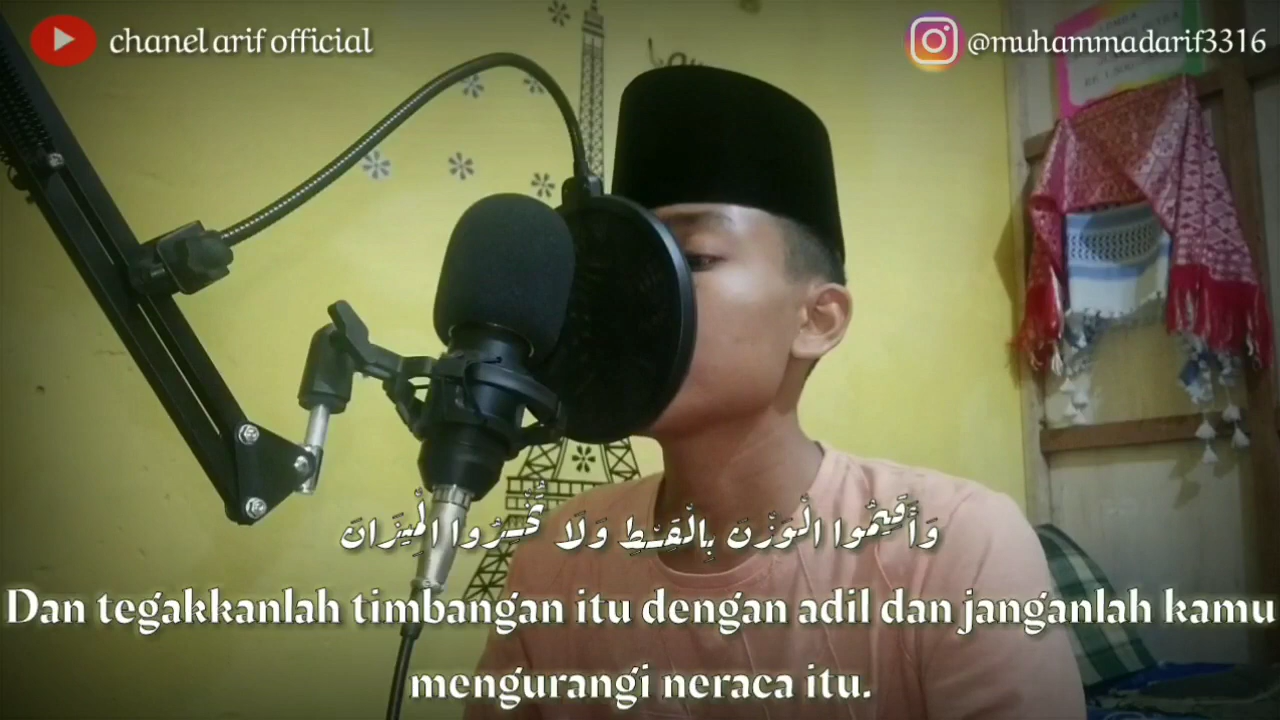 chanel arif official
@muhammadarif3316
وَأَقِيمُوا الْوَزْنَ بِالْقِسْطِ وَلَا تُخْسِرُوا الْمِيزَانَ
Dan tegakkanlah timbangan itu dengan adil dan janganlah kamu
mengurangi neraca itu.